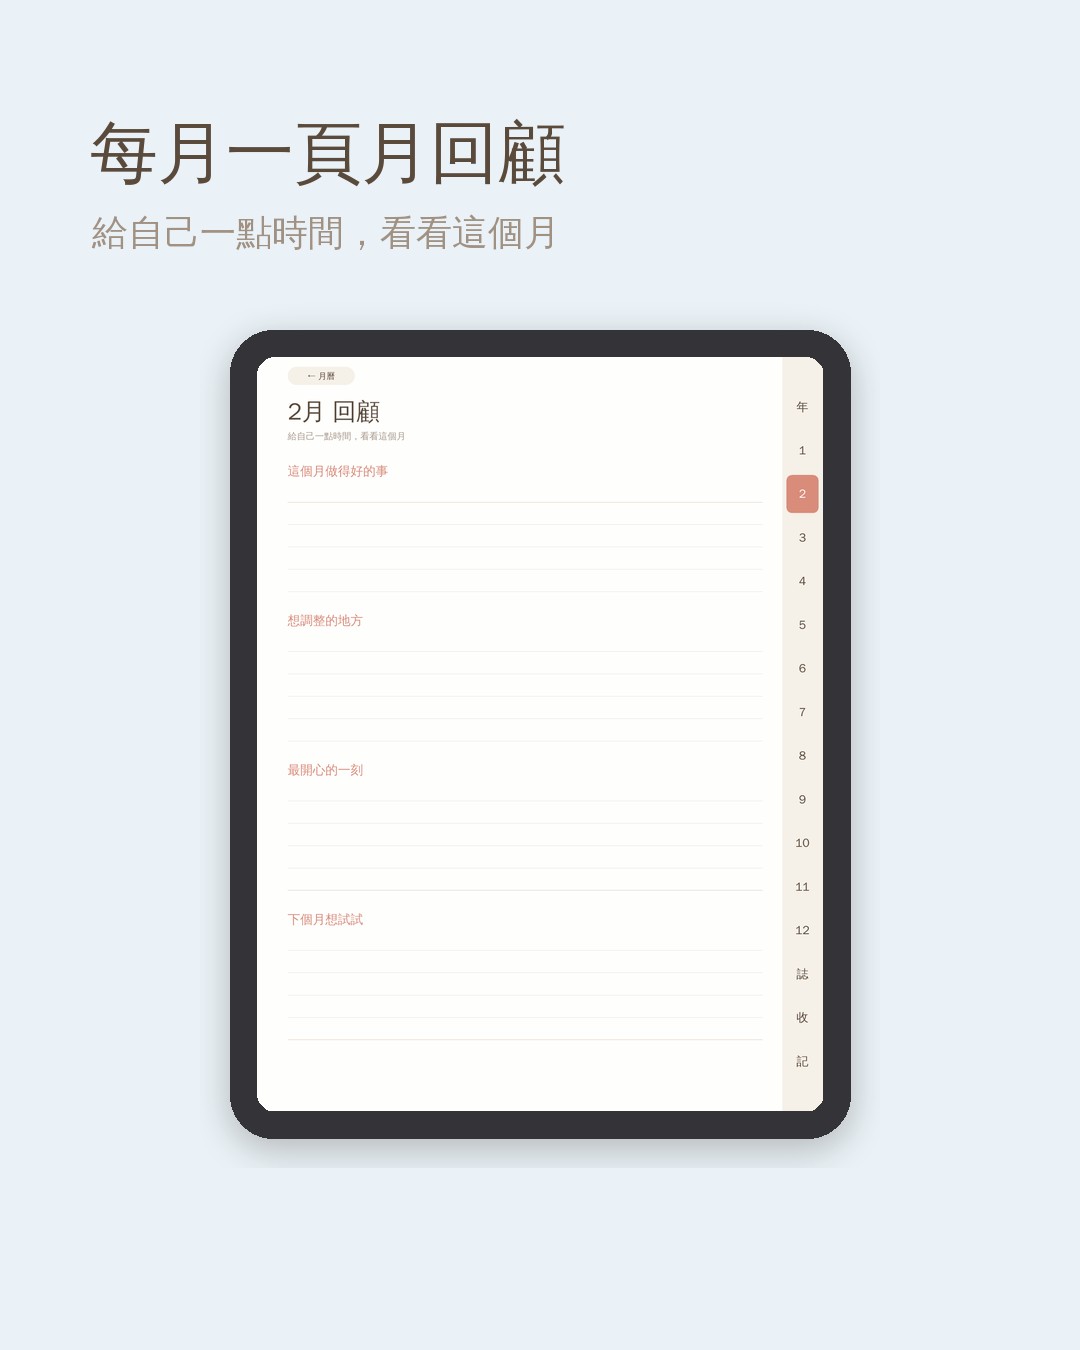 每月一頁月回顧
給自己一點時間，看看這個月
← 月曆
2月 回顧
給自己一點時間，看看這個月
這個月做得好的事
想調整的地方
最開心的一刻
下個月想試試
年
1
2
3
4
5
6
7
8
9
10
11
12
誌
收
記